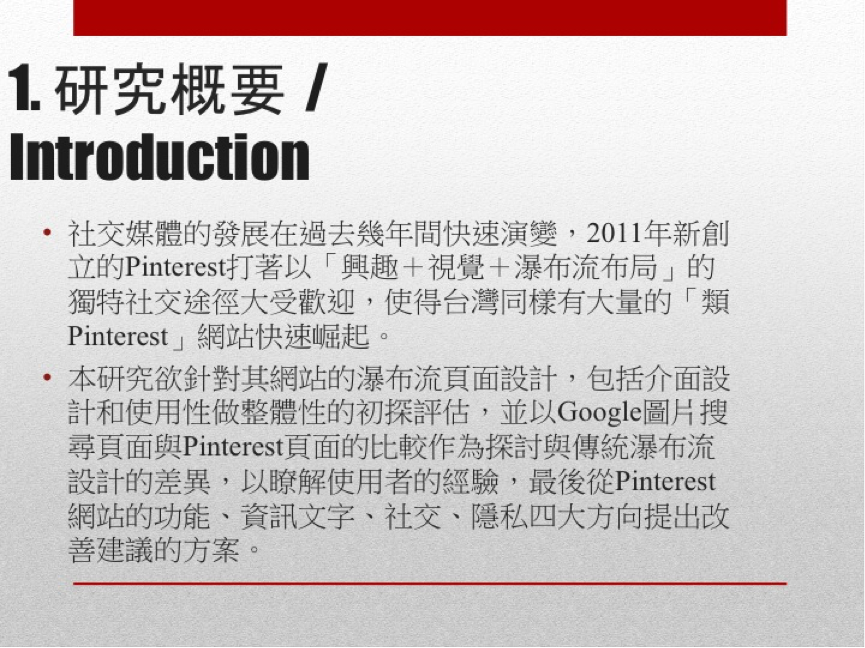 1. 研究概要 /
Introduction
• 社交媒體的發展在過去幾年間快速演變，2011年新創
立的Pinterest打著以「興趣＋視覺＋瀑布流布局」的
獨特社交途徑大受歡迎，使得台灣同樣有大量的「類
Pinterest」網站快速崛起。
• 本研究欲針對其網站的瀑布流頁面設計，包括介面設
計和使用性做整體性的初探評估，並以Google圖片搜
尋頁面與Pinterest頁面的比較作為探討與傳統瀑布流
設計的差異，以瞭解使用者的經驗，最後從Pinterest
網站的功能、資訊文字、社交、隱私四大方向提出改
善建議的方案。